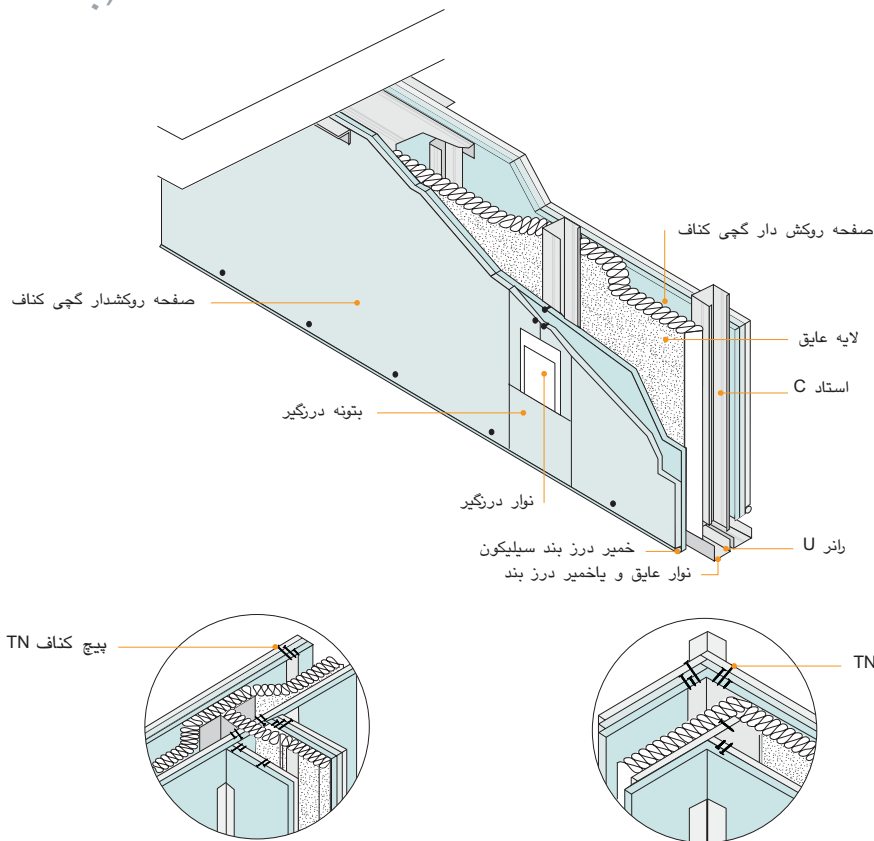 صفحه روکش دار گچی کناف
صفحه روکشدار گچی کناف
لایه عایق
استاد C
بتونه درزگیر
نوار درزگیر
رانر U
خمیر درز بند سیلیکون
نوار عایق و یاخمیر درز بند
پیچ کناف TN
TN